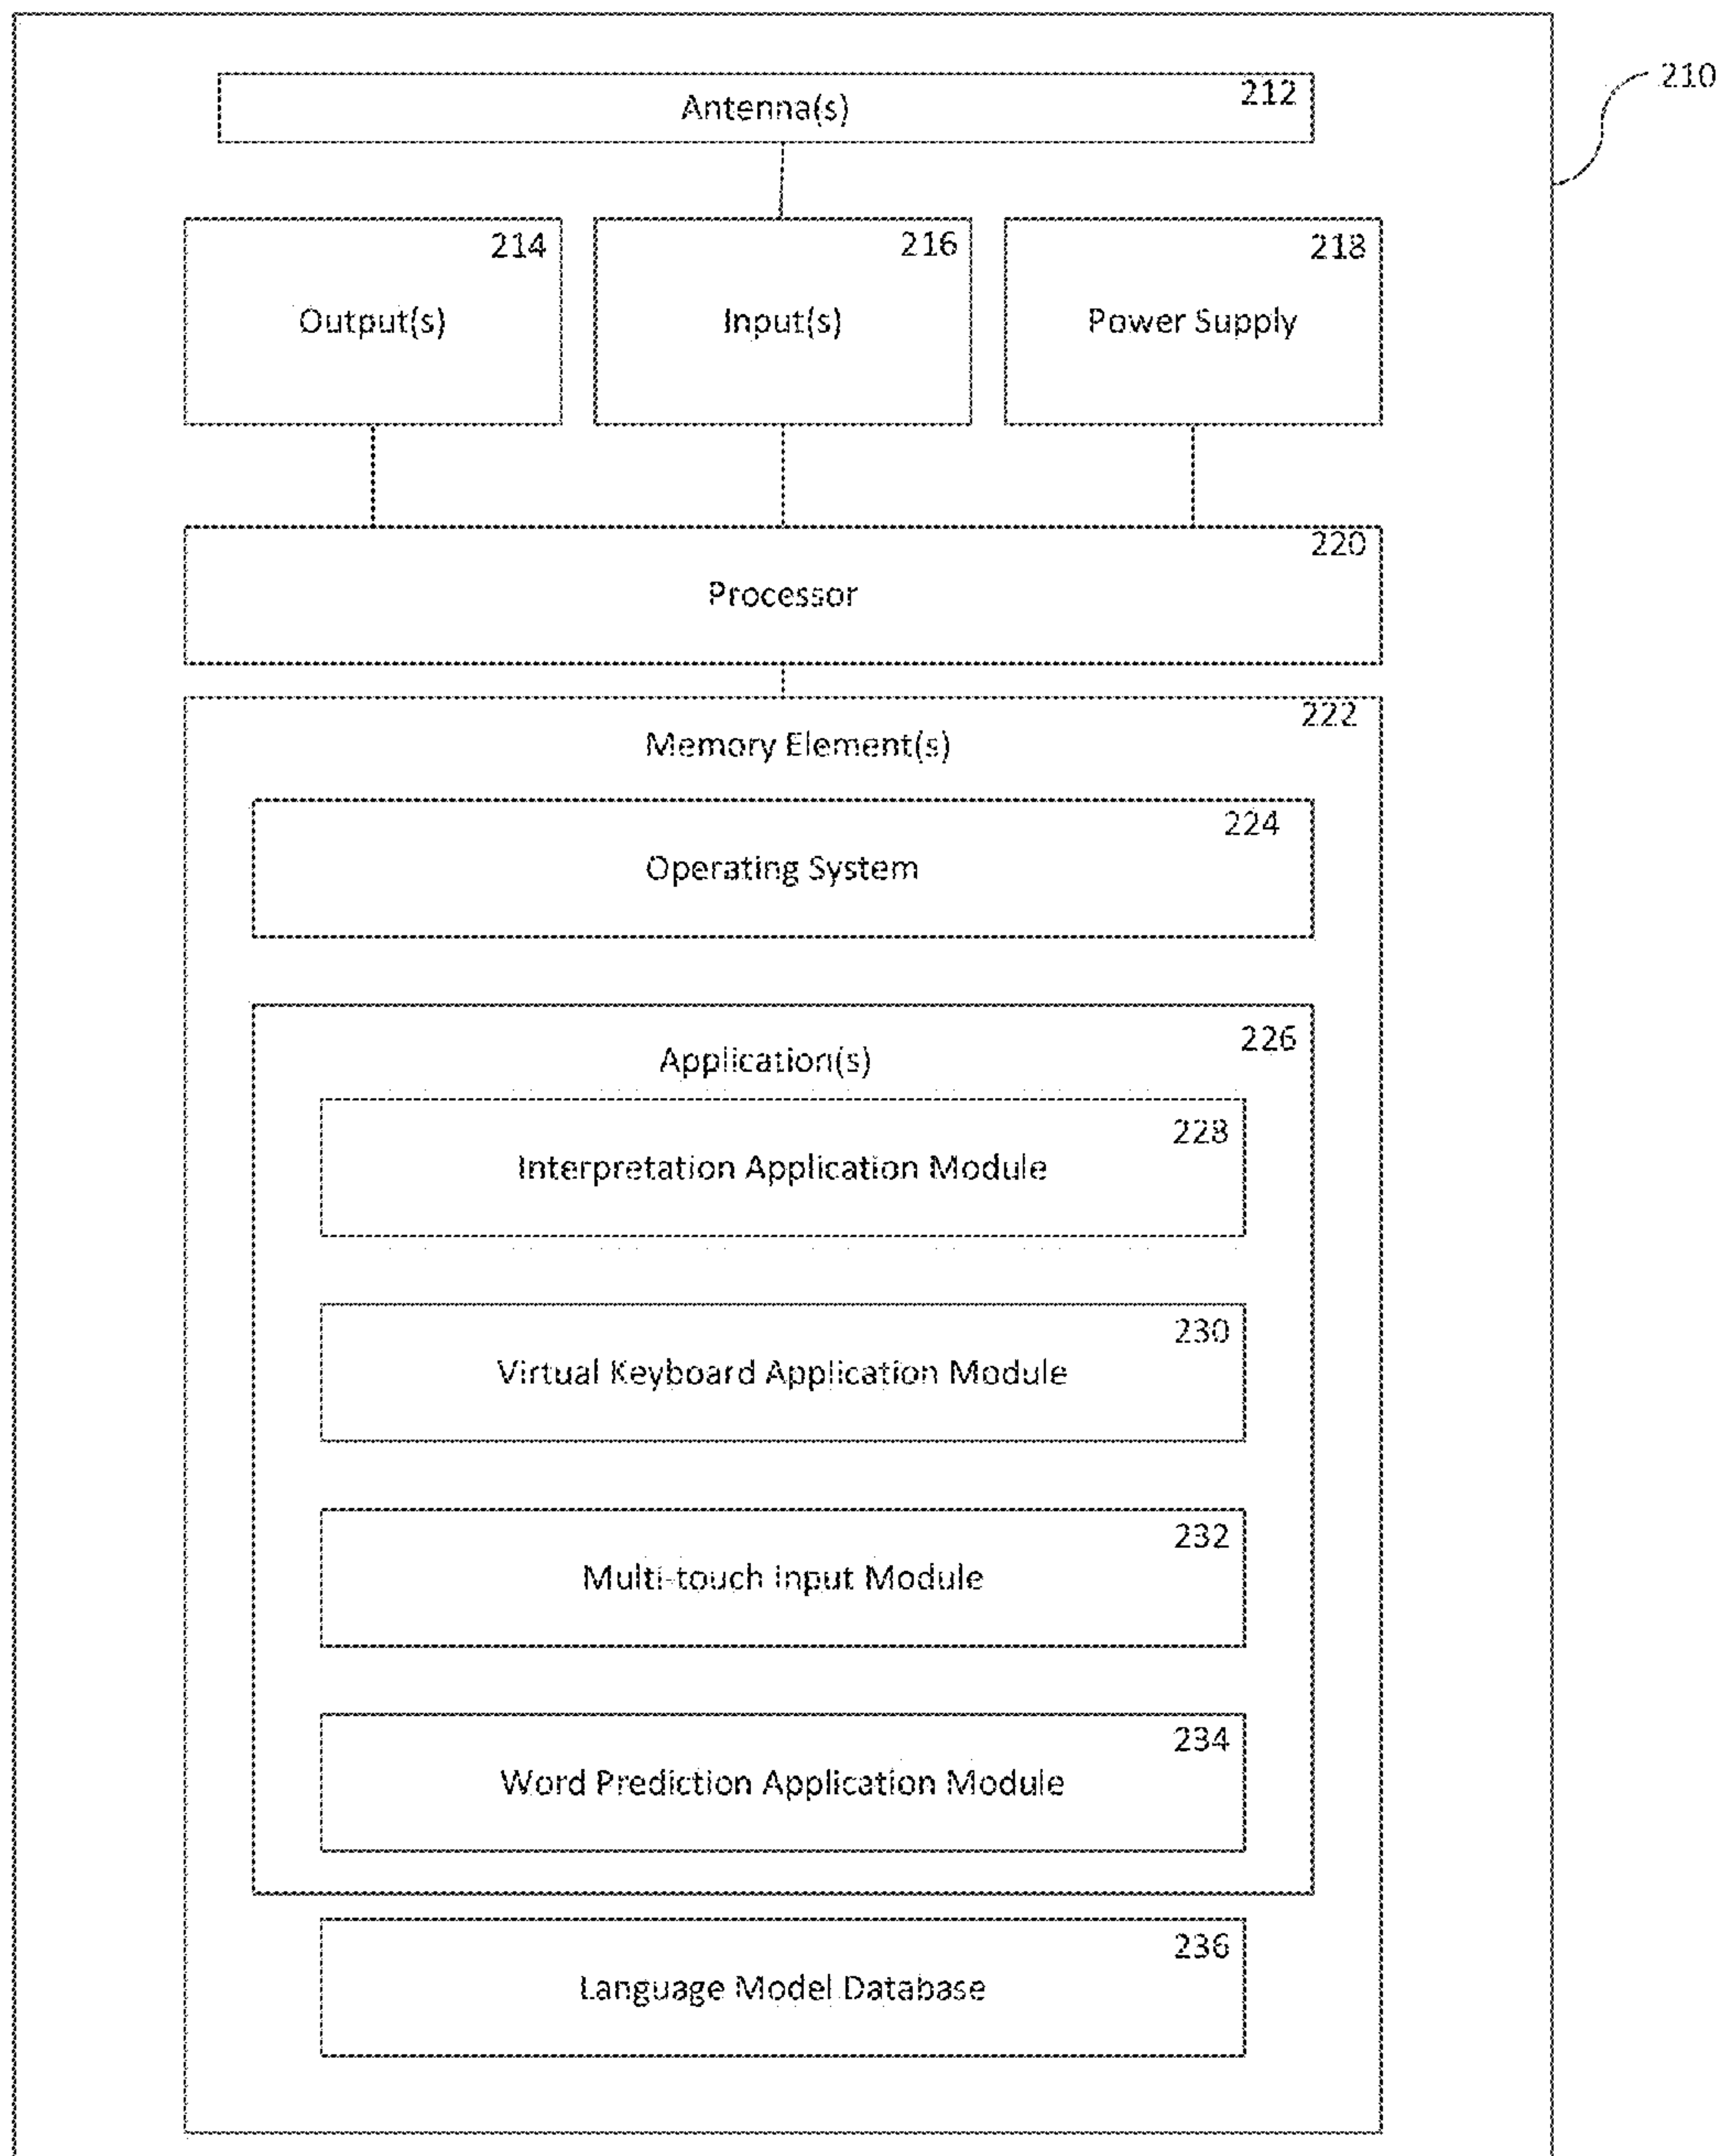 210
212
Antenna(s)
214
Output(s)
216
Input(s)
218
Power Supply
220
Processor
222
Memory Element(s)
224
Operating System
226
Application(s)
228
Interpretation Application Module
230
Virtual Keyboard Application Module
232
Multi-touch Input Module
234
Word Prediction Application Module
236
Language Model Database